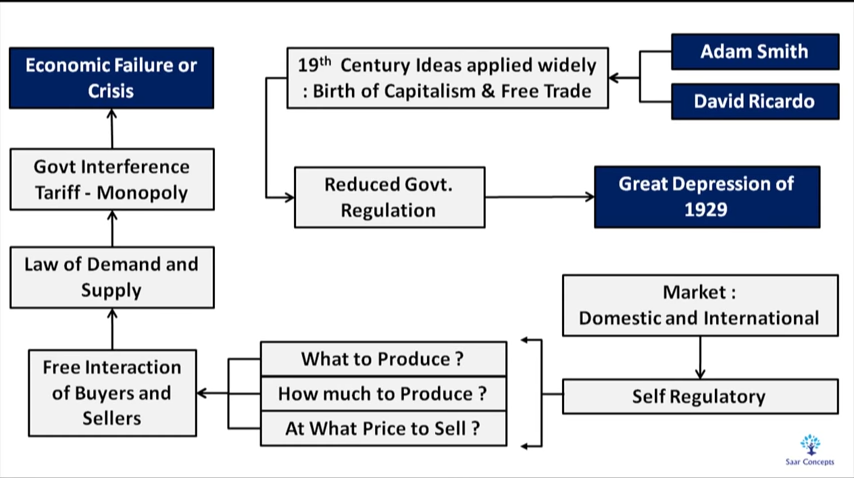 Economic Failure or
Crisis
Govt Interference
Tariff - Monopoly
Law of Demand and
Supply
Free Interaction
of Buyers and
Sellers
19th Century Ideas applied widely
: Birth of Capitalism & Free Trade
Adam Smith
David Ricardo
Reduced Govt.
Regulation
Great Depression of
1929
Market :
Domestic and International
Self Regulatory
What to Produce ?
How much to Produce ?
At What Price to Sell ?
Saar Concepts